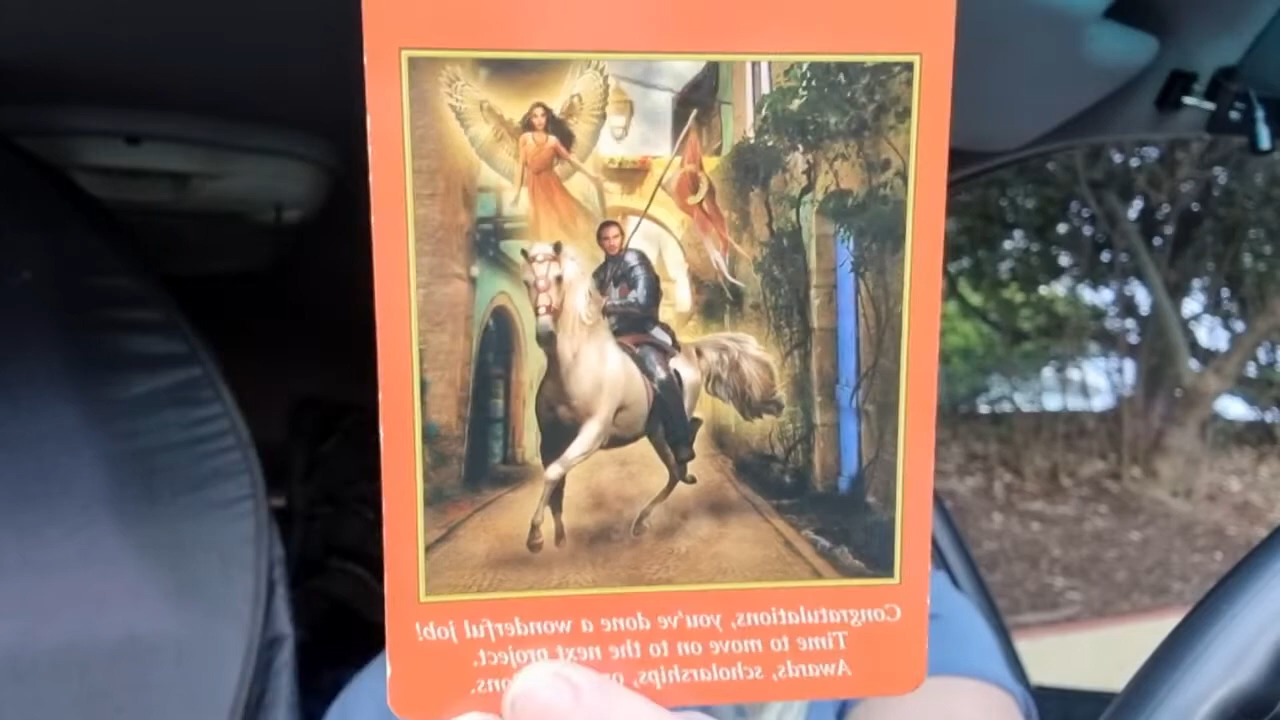 Congratulations, you've done a wonderful job!
Time to move on to the next project.
Awards, scholarships,